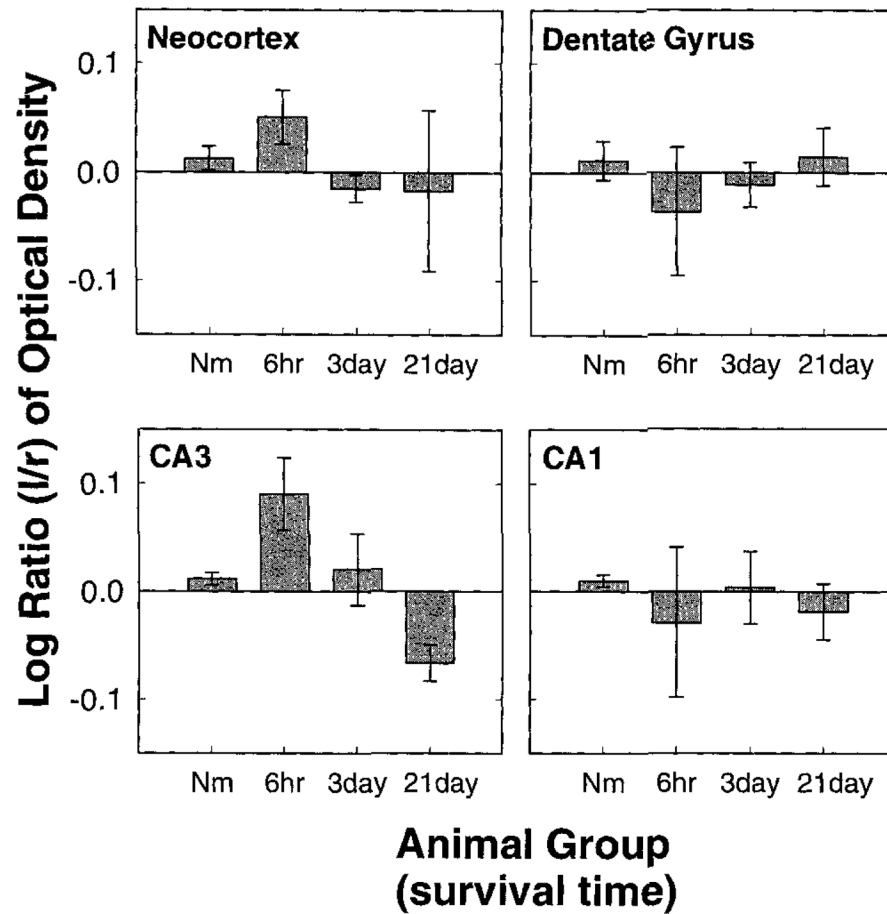 Log Ratio (l/r) of Optical Density
Neocortex
0.1
0.0
-0.1
Nm 6hr 3day 21day
Dentate Gyrus
Nm 6hr 3day 21day
CA3
0.1
0.0
-0.1
Nm 6hr 3day 21day
CA1
Nm 6hr 3day 21day
Animal Group
(survival time)